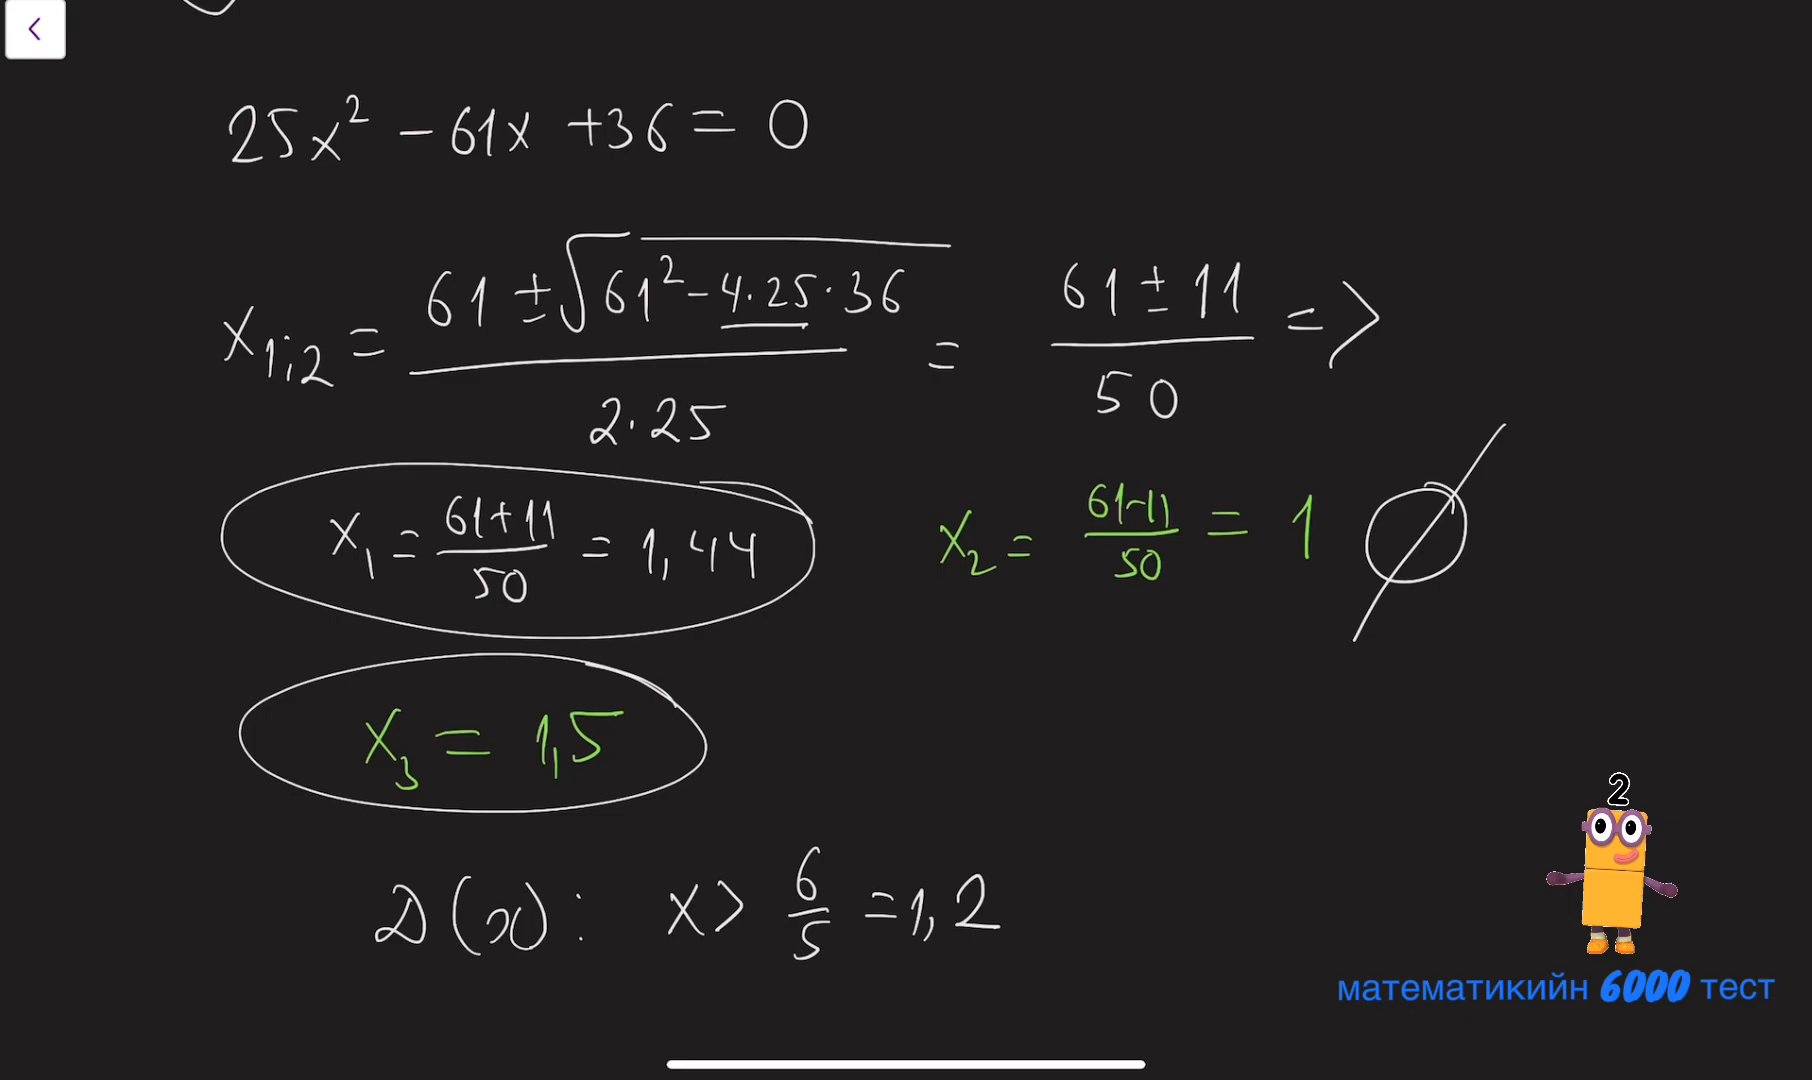 25x² - 61x + 36 = 0
x₁;₂ = (61 ± √(61² - 4·25·36)) / (2·25) = (61 ± 11) / 50 =>
x₁ = (61 + 11) / 50 = 1,44
x₂ = (61 - 11) / 50 = 1 ∅
x₃ = 1,5
D(x): x > 6/5 = 1,2
2
математикийн 6000 тест